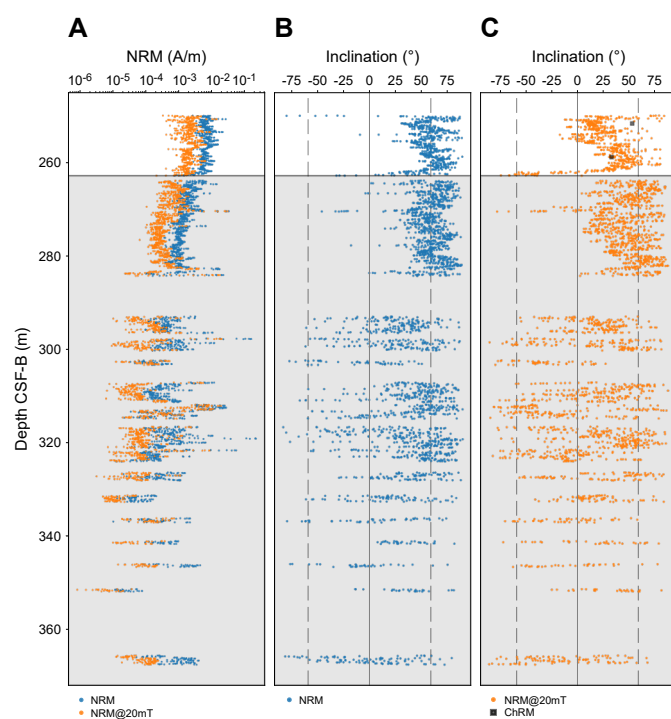 A
B
C
NRM (A/m)
Inclination (°)
Inclination (°)
10-6 10-5 10-4 10-3 10-2 10-1
-75 -50 -25 0 25 50 75
-75 -50 -25 0 25 50 75
260
280
300
320
340
360
Depth CSF-B (m)
NRM
NRM@20mT
NRM
NRM@20mT
ChRM